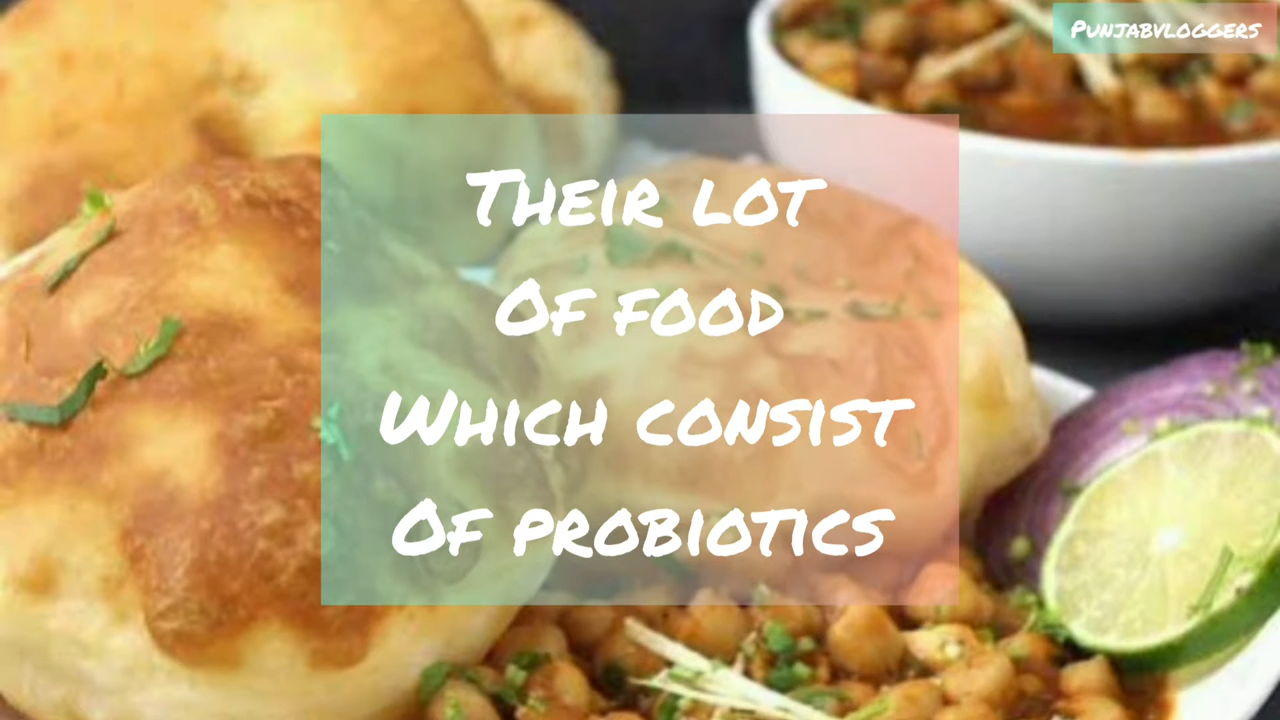 Punjabvloggers
Their lot
Of food
Which consist
Of probiotics